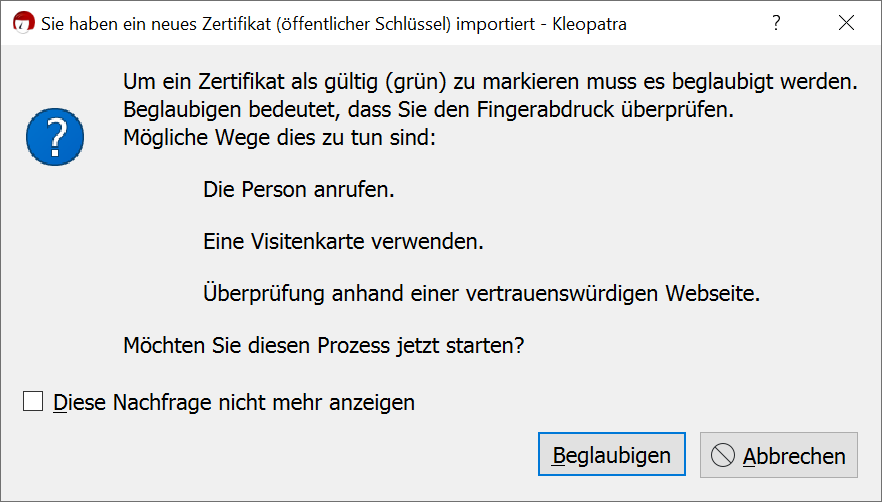 Sie haben ein neues Zertifikat (öffentlicher Schlüssel) importiert - Kleopatra
?
Um ein Zertifikat als gültig (grün) zu markieren muss es beglaubigt werden.
Beglaubigen bedeutet, dass Sie den Fingerabdruck überprüfen.
Mögliche Wege dies zu tun sind:
?
Die Person anrufen.
Eine Visitenkarte verwenden.
Überprüfung anhand einer vertrauenswürdigen Webseite.
Möchten Sie diesen Prozess jetzt starten?
Diese Nachfrage nicht mehr anzeigen
Beglaubigen
Abbrechen